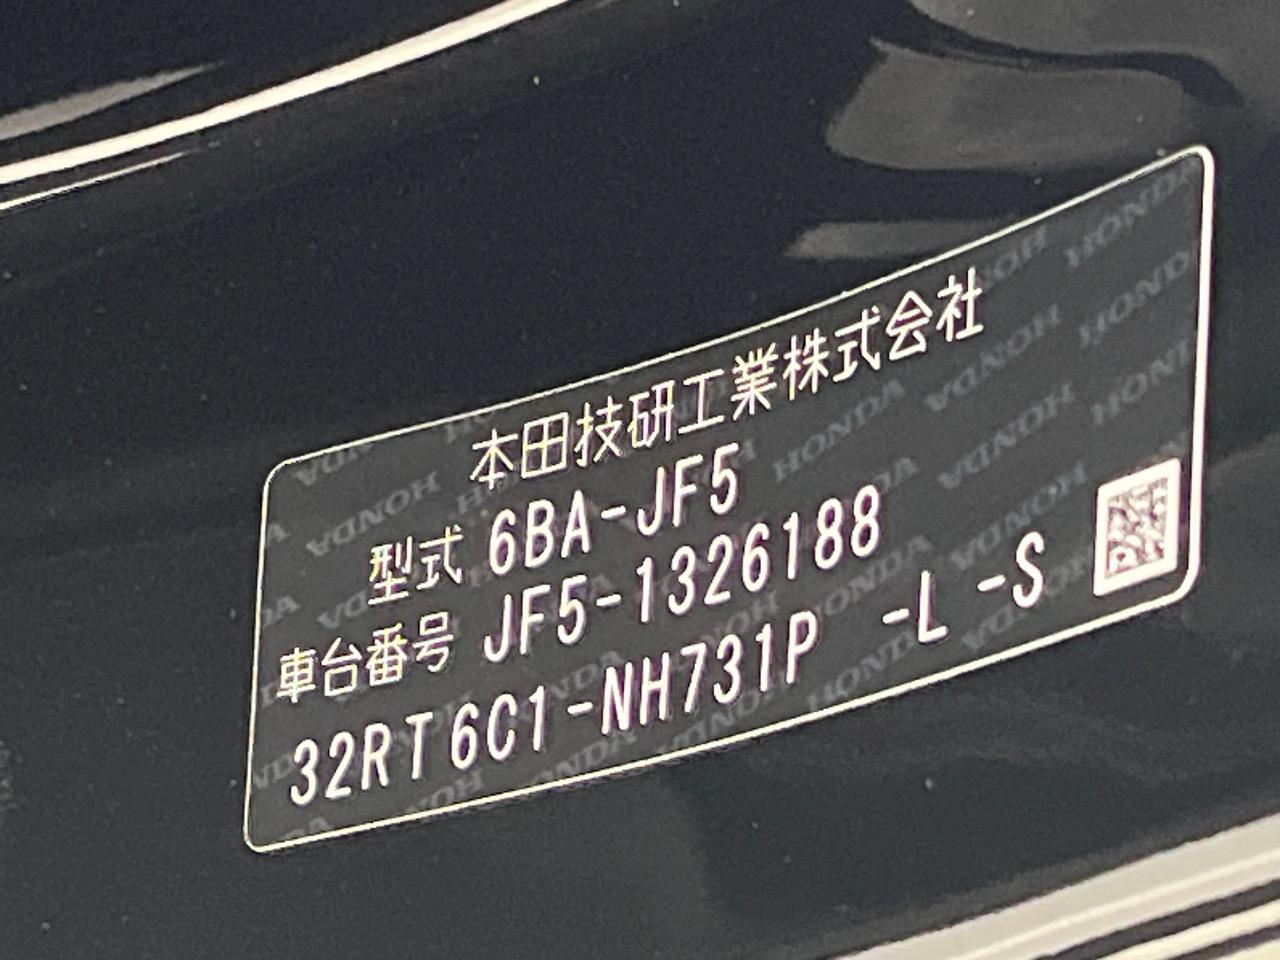 本田技研工業株式会社
型式 6BA-JF5
車台番号 JF5-1326188
32RT6C1-NH731P -L -S